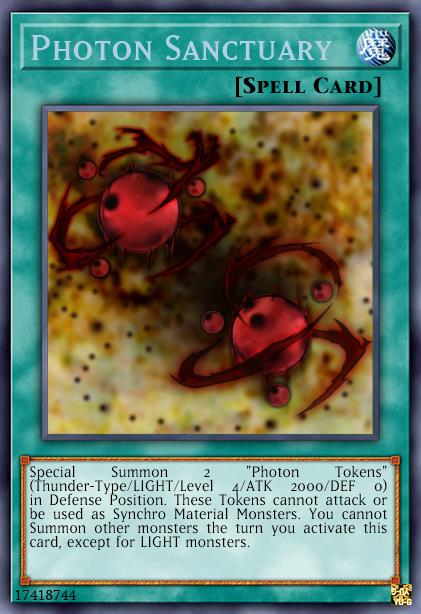 Photon Sanctuary
魔
[Spell Card]
Special Summon 2 "Photon Tokens"
(Thunder-Type/LIGHT/Level 4/ATK 2000/DEF 0)
in Defense Position. These Tokens cannot attack or
be used as Synchro Material Monsters. You cannot
Summon other monsters the turn you activate this
card, except for LIGHT monsters.
17418744